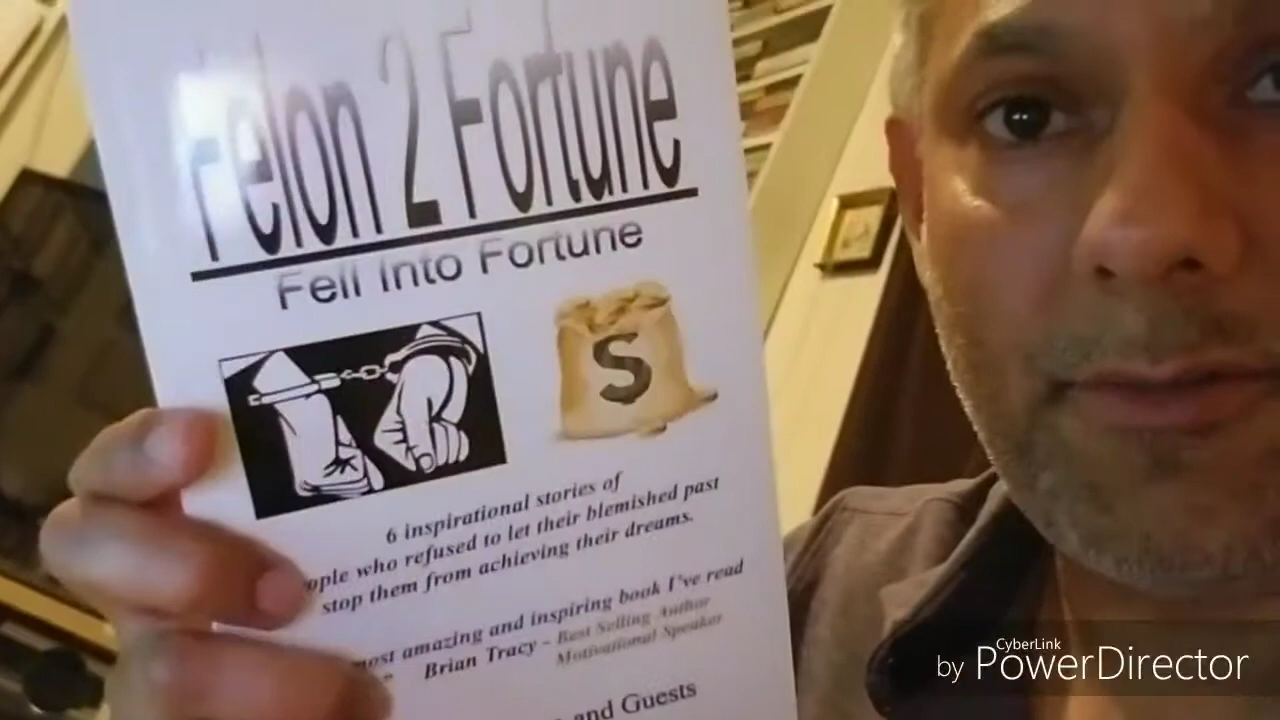 Felon 2 Fortune
Fell Into Fortune
S
6 inspirational stories of
ople who refused to let their blemished past
stop them from achieving their dreams.
most amazing and inspiring book I've read
Brian Tracy – Best Selling Author
Motivational Speaker
and Guests
CyberLink
by PowerDirector